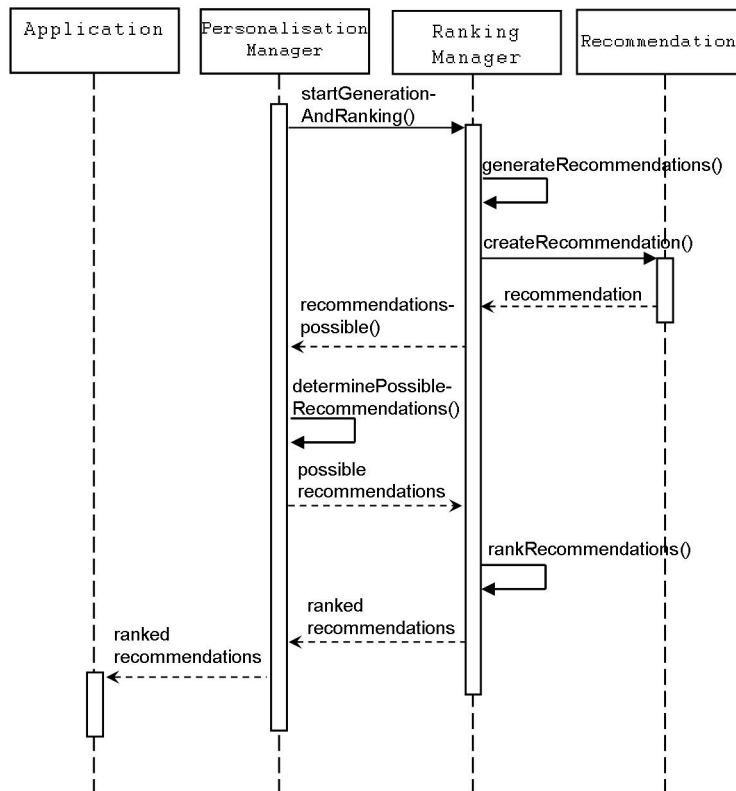 Application
Personalisation
Manager
Ranking
Manager
Recommendation
startGeneration-
AndRanking()
generateRecommendations()
createRecommendation()
recommendation
recommendations-
possible()
determinePossible-
Recommendations()
possible
recommendations
rankRecommendations()
ranked
recommendations
ranked
recommendations